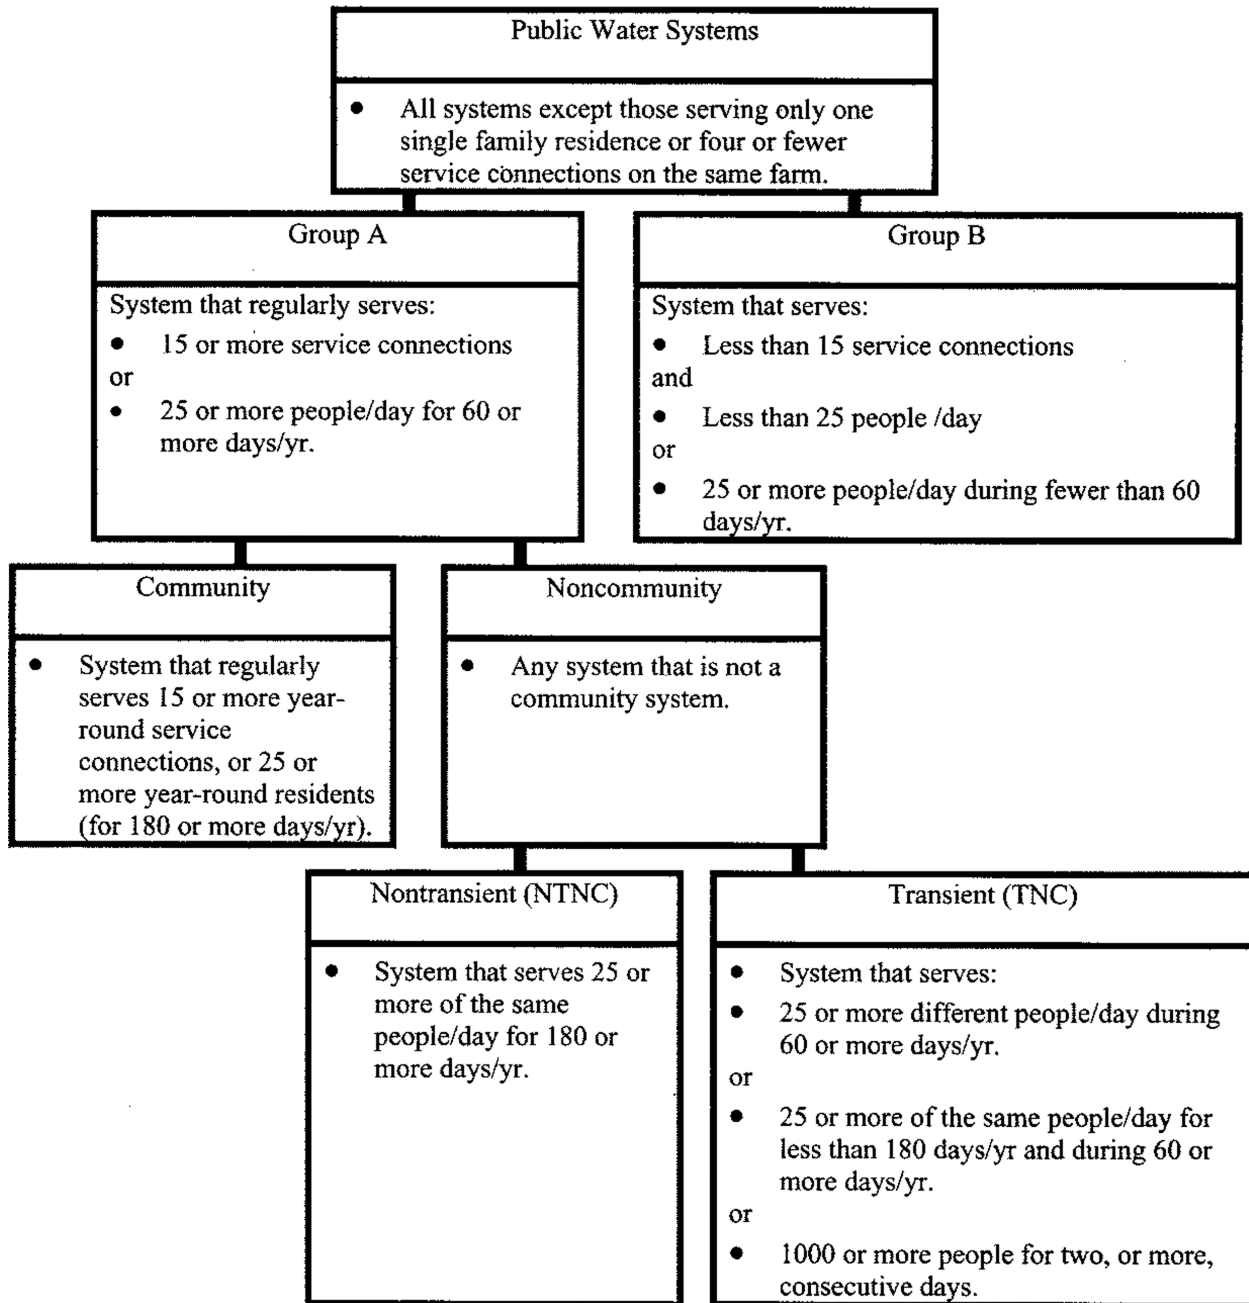 Public Water Systems
● All systems except those serving only one
single family residence or four or fewer
service connections on the same farm.
Group A
System that regularly serves:
● 15 or more service connections
or
● 25 or more people/day for 60 or
more days/yr.
Group B
System that serves:
● Less than 15 service connections
and
● Less than 25 people /day
or
● 25 or more people/day during fewer than 60
days/yr.
Community
● System that regularly
serves 15 or more year-
round service
connections, or 25 or
more year-round residents
(for 180 or more days/yr).
Noncommunity
● Any system that is not a
community system.
Nontransient (NTNC)
● System that serves 25 or
more of the same
people/day for 180 or
more days/yr.
Transient (TNC)
● System that serves:
● 25 or more different people/day during
60 or more days/yr.
or
● 25 or more of the same people/day for
less than 180 days/yr and during 60 or
more days/yr.
or
● 1000 or more people for two, or more,
consecutive days.